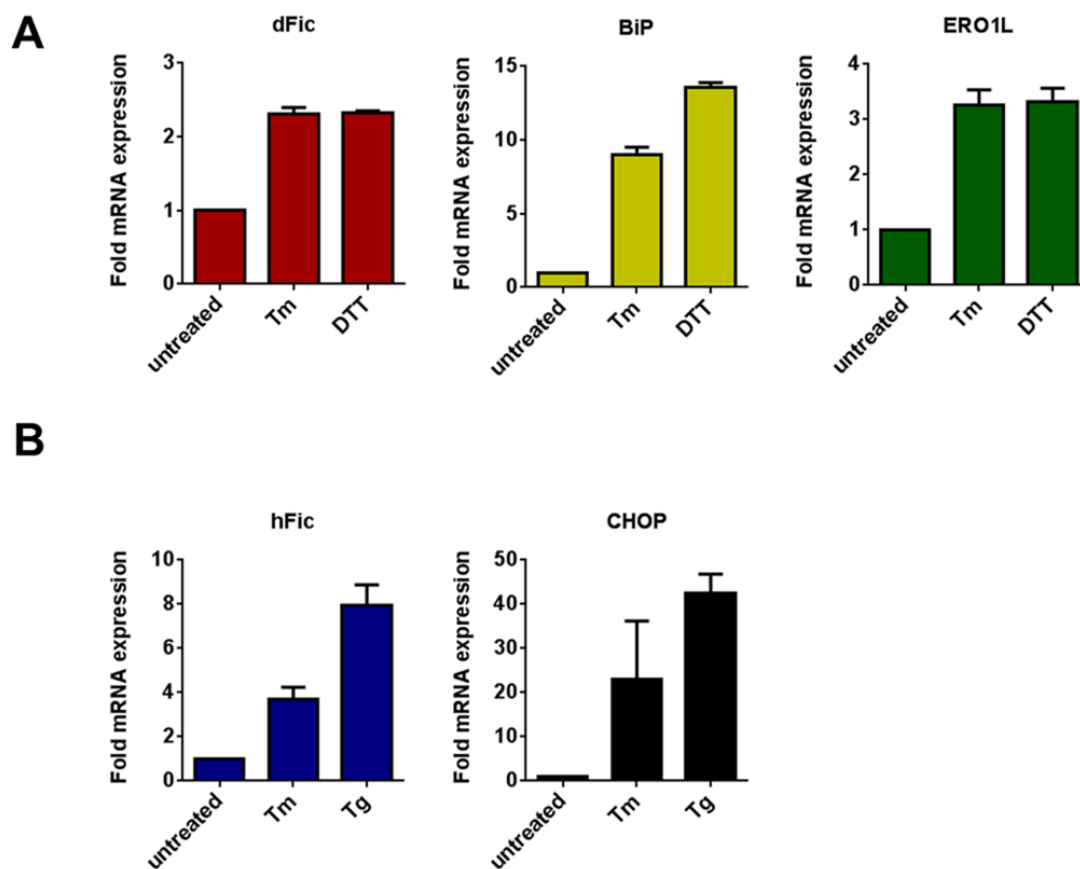 A
dFic
Fold mRNA expression
3
2
1
0
untreated
Tm
DTT
BiP
Fold mRNA expression
15
10
5
0
untreated
Tm
DTT
ERO1L
Fold mRNA expression
4
3
2
1
0
untreated
Tm
DTT
B
hFic
Fold mRNA expression
10
8
6
4
2
0
untreated
Tm
Tg
CHOP
Fold mRNA expression
50
40
30
20
10
0
untreated
Tm
Tg